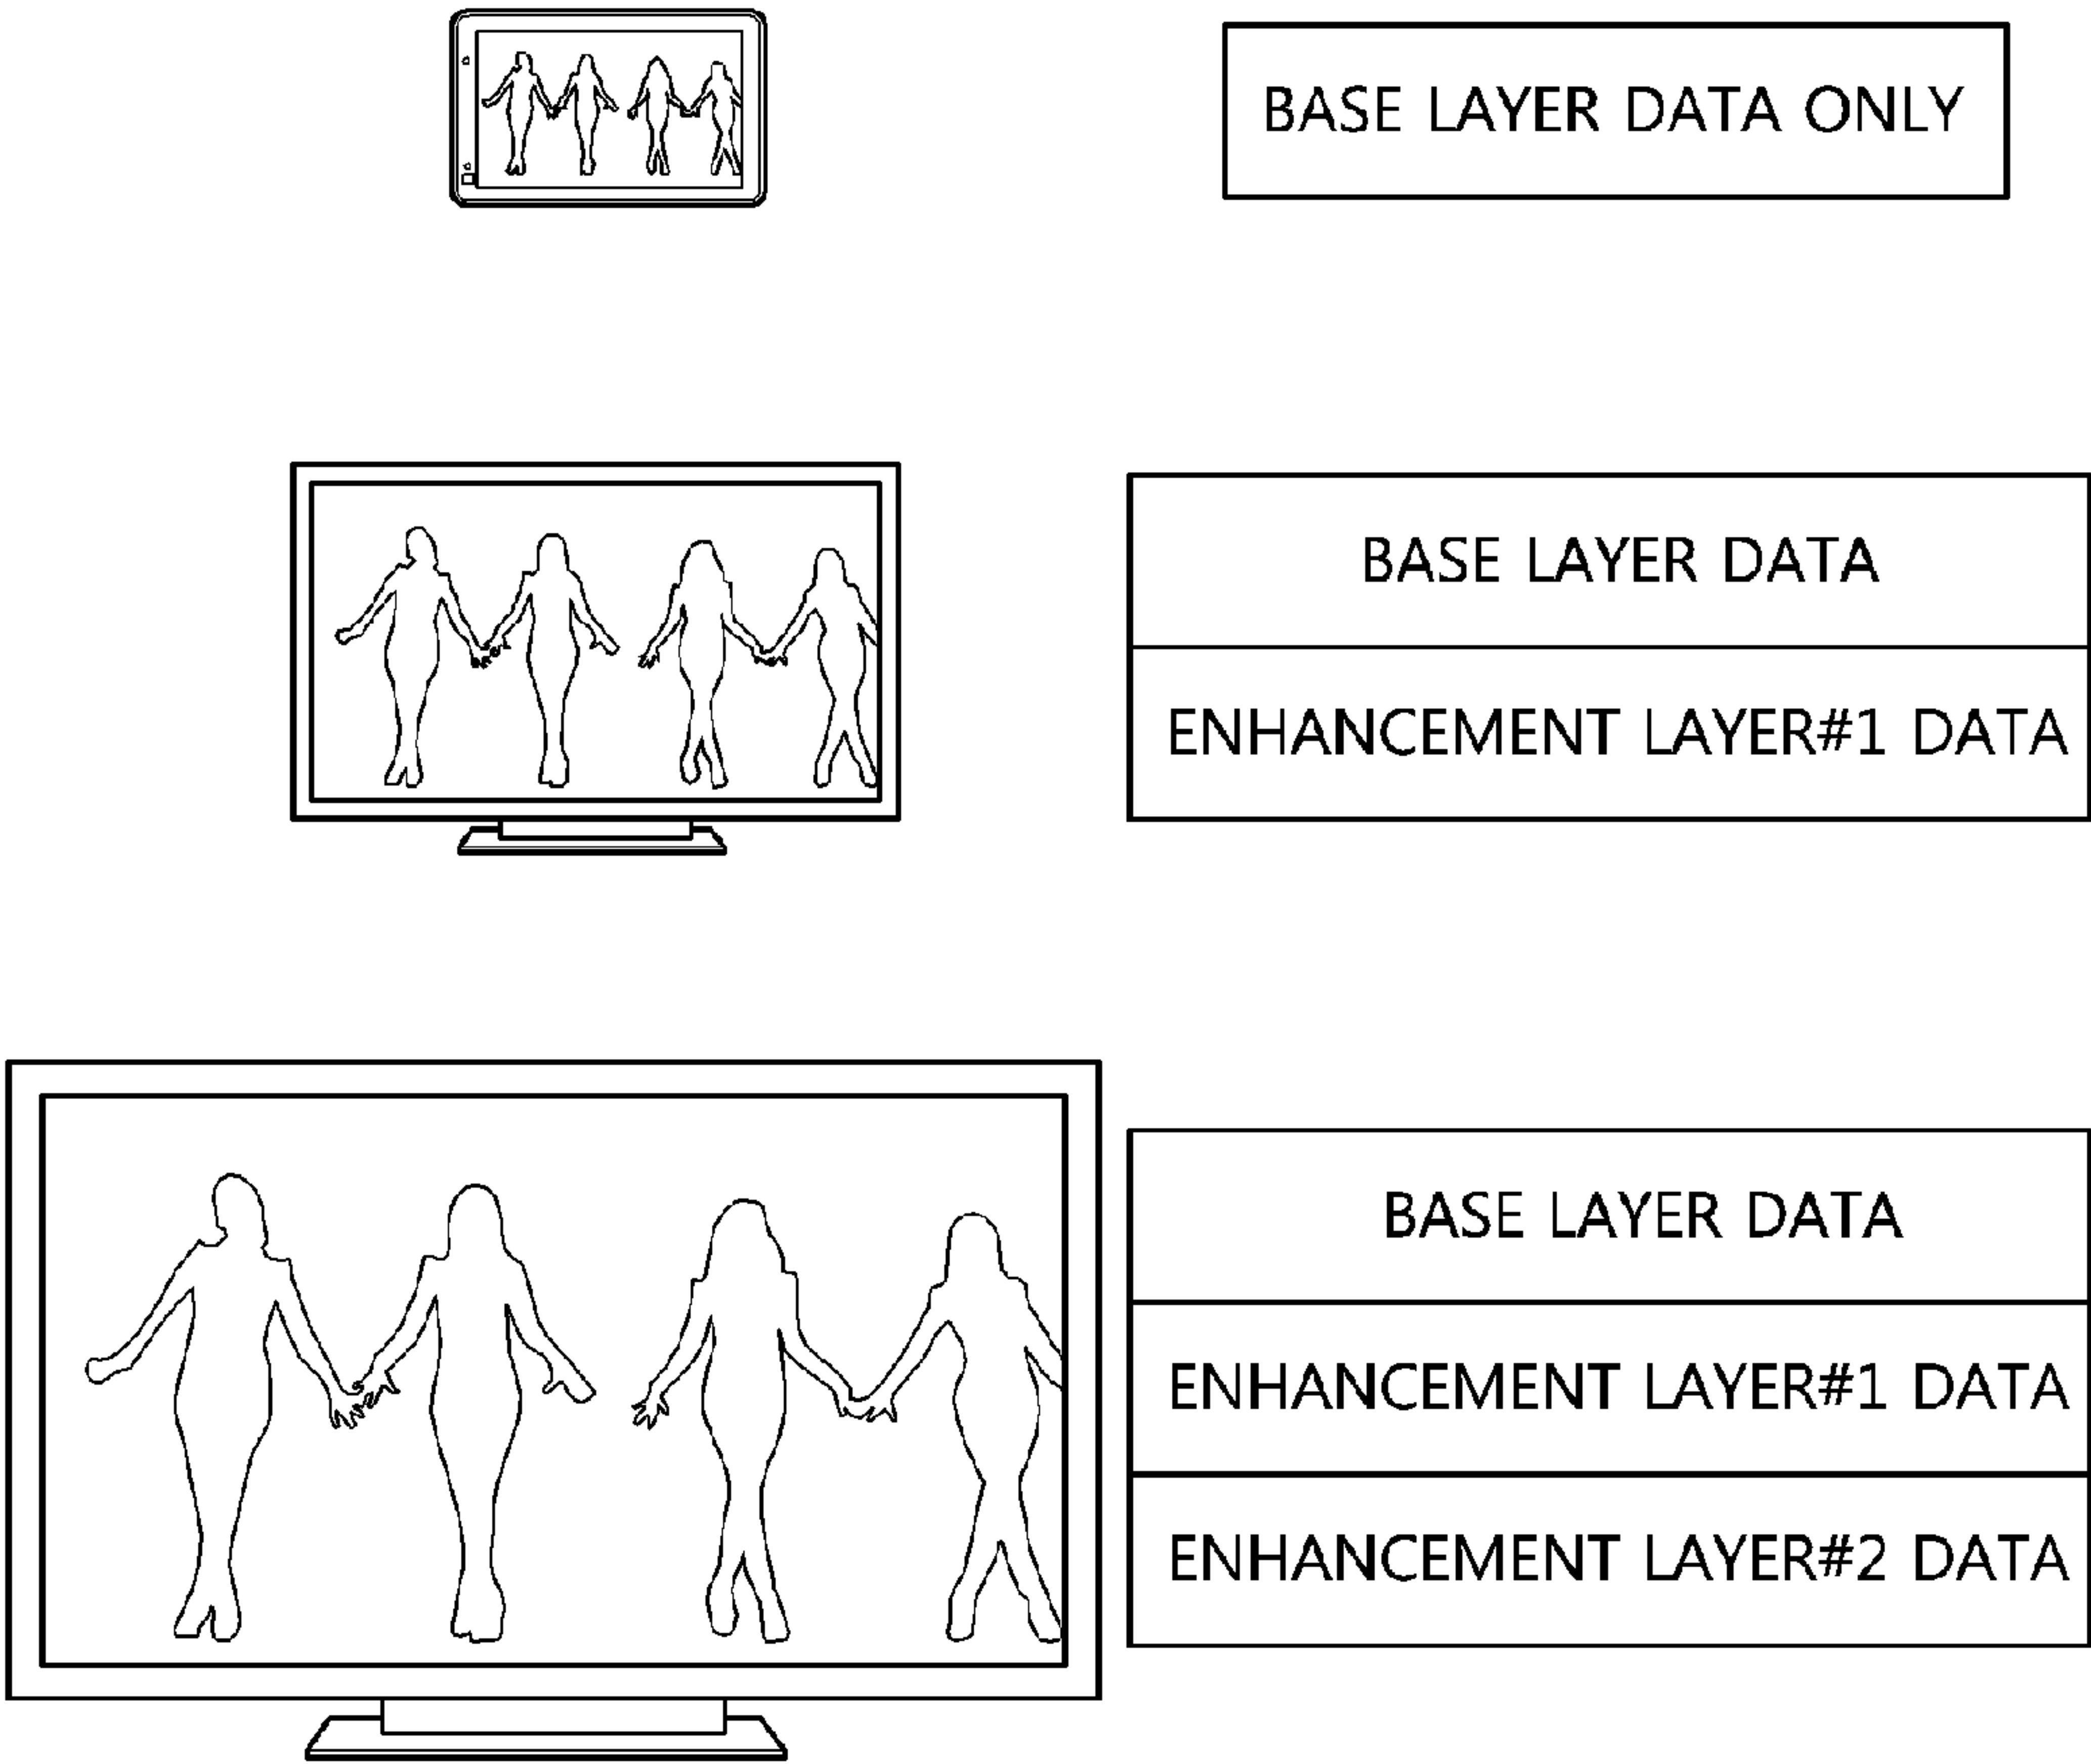 BASE LAYER DATA ONLY
BASE LAYER DATA
ENHANCEMENT LAYER#1 DATA
BASE LAYER DATA
ENHANCEMENT LAYER#1 DATA
ENHANCEMENT LAYER#2 DATA